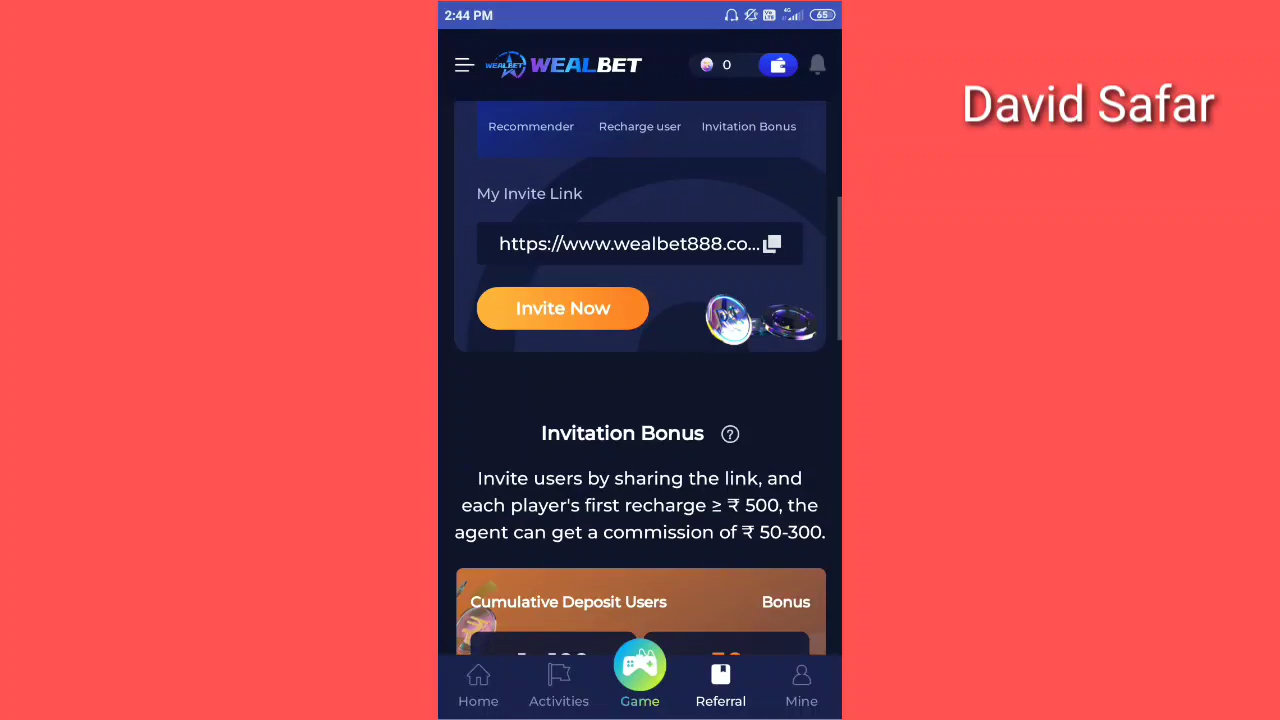 2:44 PM
65
WEALBET WEALBET
0
David Safar
Recommender Recharge user Invitation Bonus
My Invite Link
https://www.wealbet888.co...
Invite Now
Invitation Bonus ?
Invite users by sharing the link, and
each player's first recharge ≥ ₹ 500, the
agent can get a commission of ₹ 50-300.
Cumulative Deposit Users Bonus
Home Activities Game Referral Mine